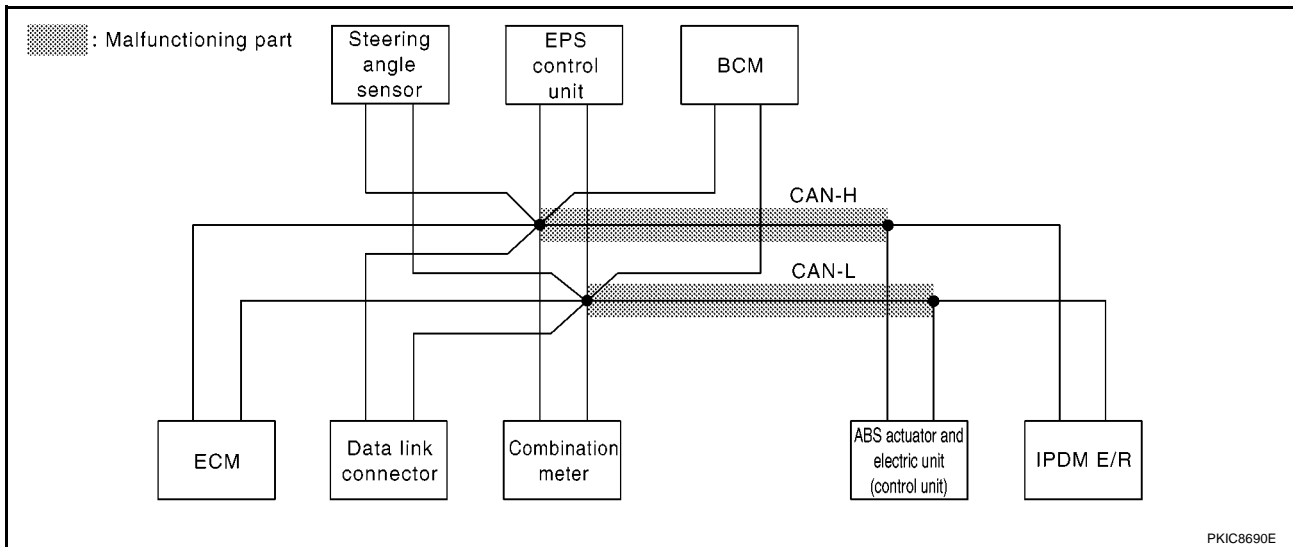 : Malfunctioning part
Steering
angle
sensor
EPS
control
unit
BCM
CAN-H
CAN-L
ECM
Data link
connector
Combination
meter
ABS actuator and
electric unit
(control unit)
IPDM E/R
PKIC8690E